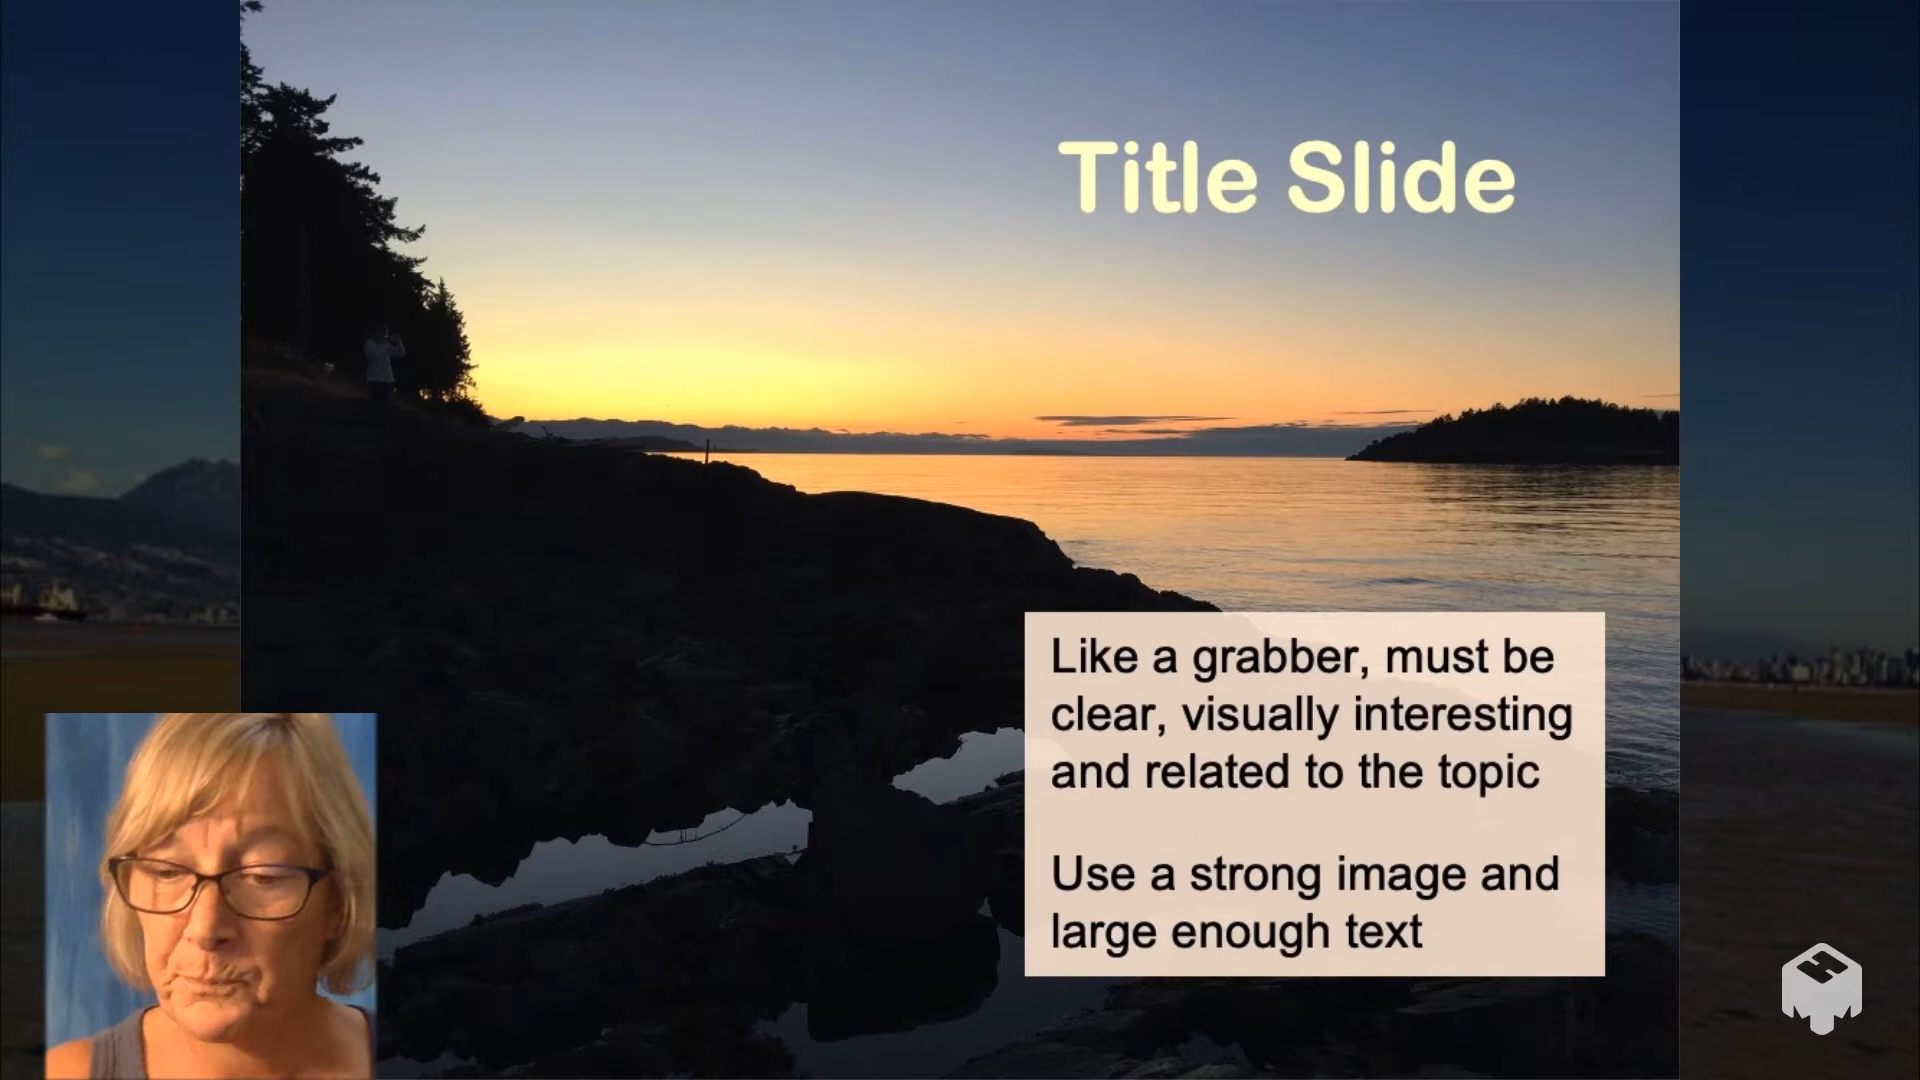 Title Slide
Like a grabber, must be
clear, visually interesting
and related to the topic
Use a strong image and
large enough text